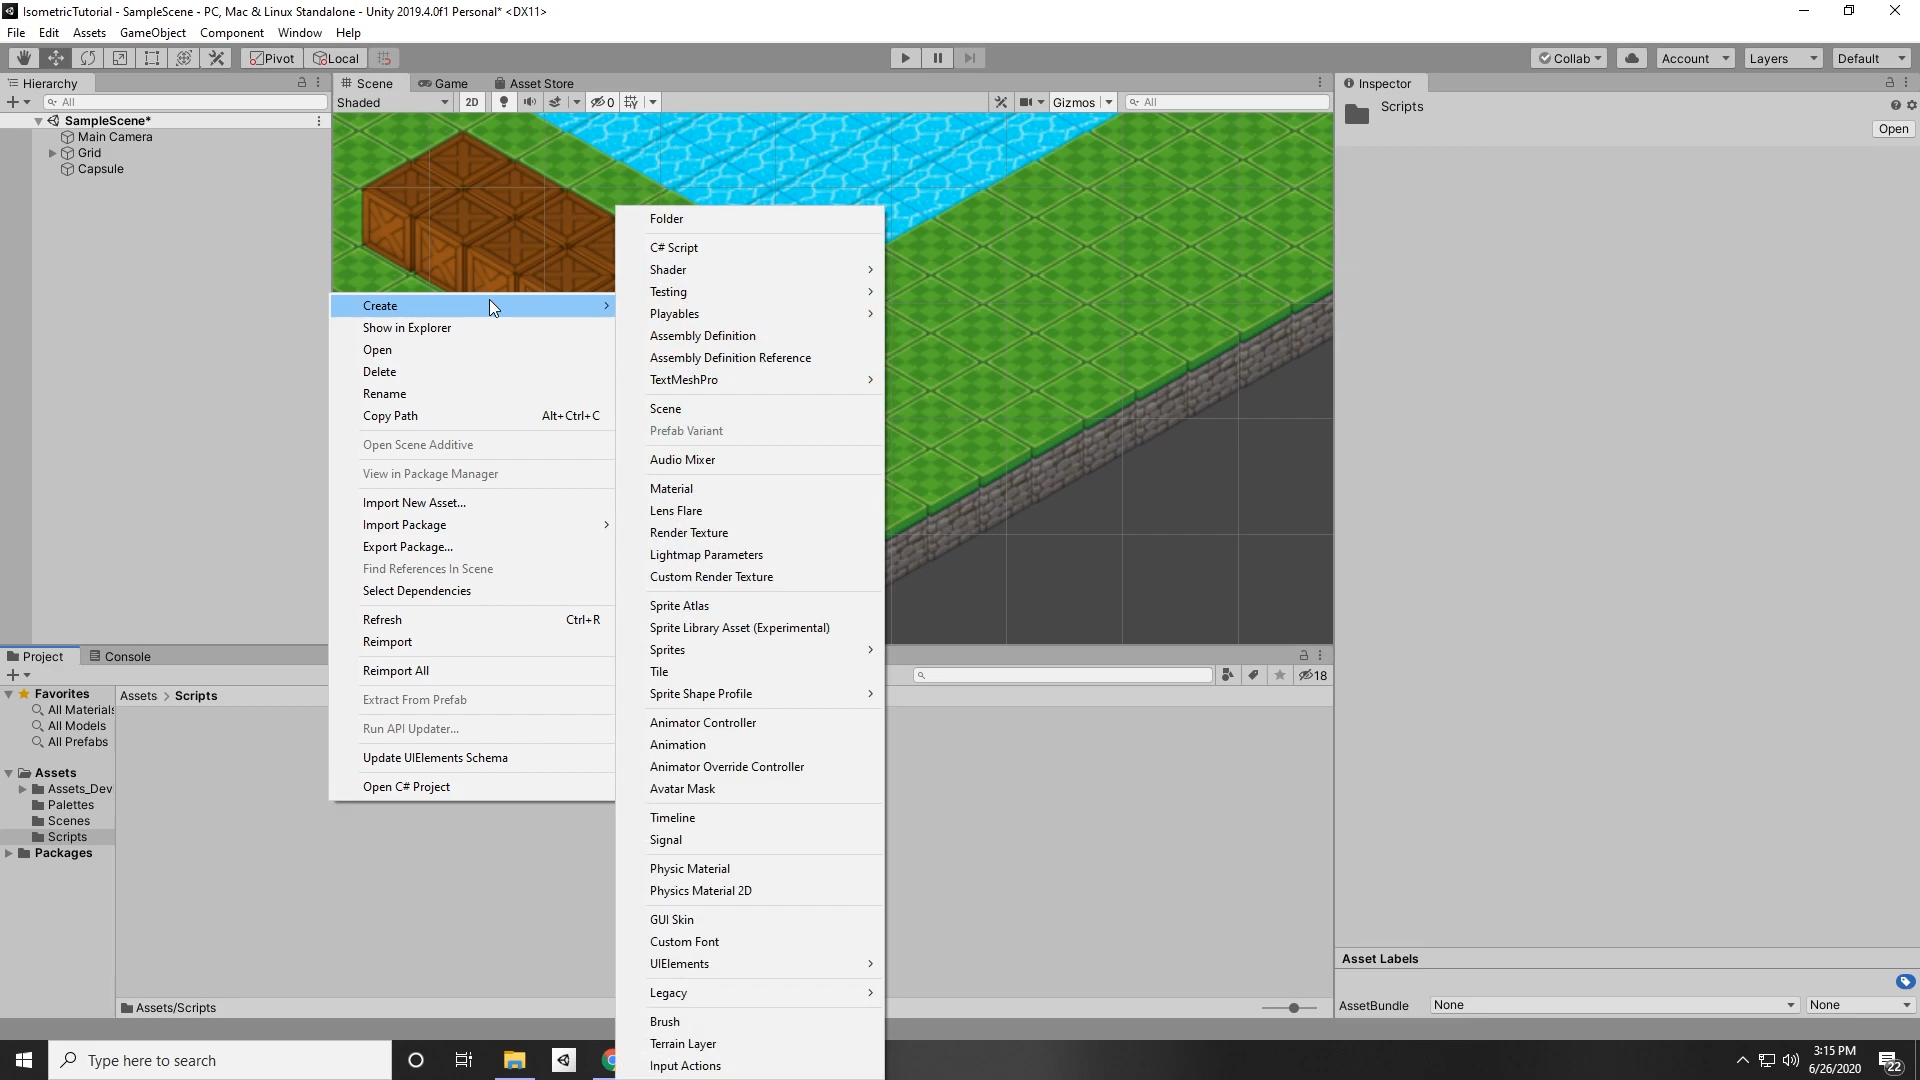 IsometricTutorial - SampleScene - PC, Mac & Linux Standalone - Unity 2019.4.0f1 Personal* <DX11>
File Edit Assets GameObject Component Window Help
Pivot Local Collab Account Layers Default
Hierarchy
All
SampleScene*
Main Camera
Grid
Capsule
Scene Game Asset Store
Shaded 2D 0 Gizmos All
Inspector
Scripts
Open
Create
Show in Explorer
Open
Delete
Rename
Copy Path Alt+Ctrl+C
Open Scene Additive
View in Package Manager
Import New Asset...
Import Package
Export Package...
Find References In Scene
Select Dependencies
Refresh Ctrl+R
Reimport
Reimport All
Extract From Prefab
Run API Updater...
Update UIElements Schema
Open C# Project
Folder
C# Script
Shader
Testing
Playables
Assembly Definition
Assembly Definition Reference
TextMeshPro
Scene
Prefab Variant
Audio Mixer
Material
Lens Flare
Render Texture
Lightmap Parameters
Custom Render Texture
Sprite Atlas
Sprite Library Asset (Experimental)
Sprites
Tile
Sprite Shape Profile
Animator Controller
Animation
Animator Override Controller
Avatar Mask
Timeline
Signal
Physic Material
Physics Material 2D
GUI Skin
Custom Font
UIElements
Legacy
Brush
Terrain Layer
Input Actions
Project Console
18
Favorites
All Materials
All Models
All Prefabs
Assets
Assets_Dev
Palettes
Scenes
Scripts
Packages
Assets > Scripts
Assets/Scripts
Asset Labels
AssetBundle None None
Type here to search
3:15 PM
6/26/2020
22